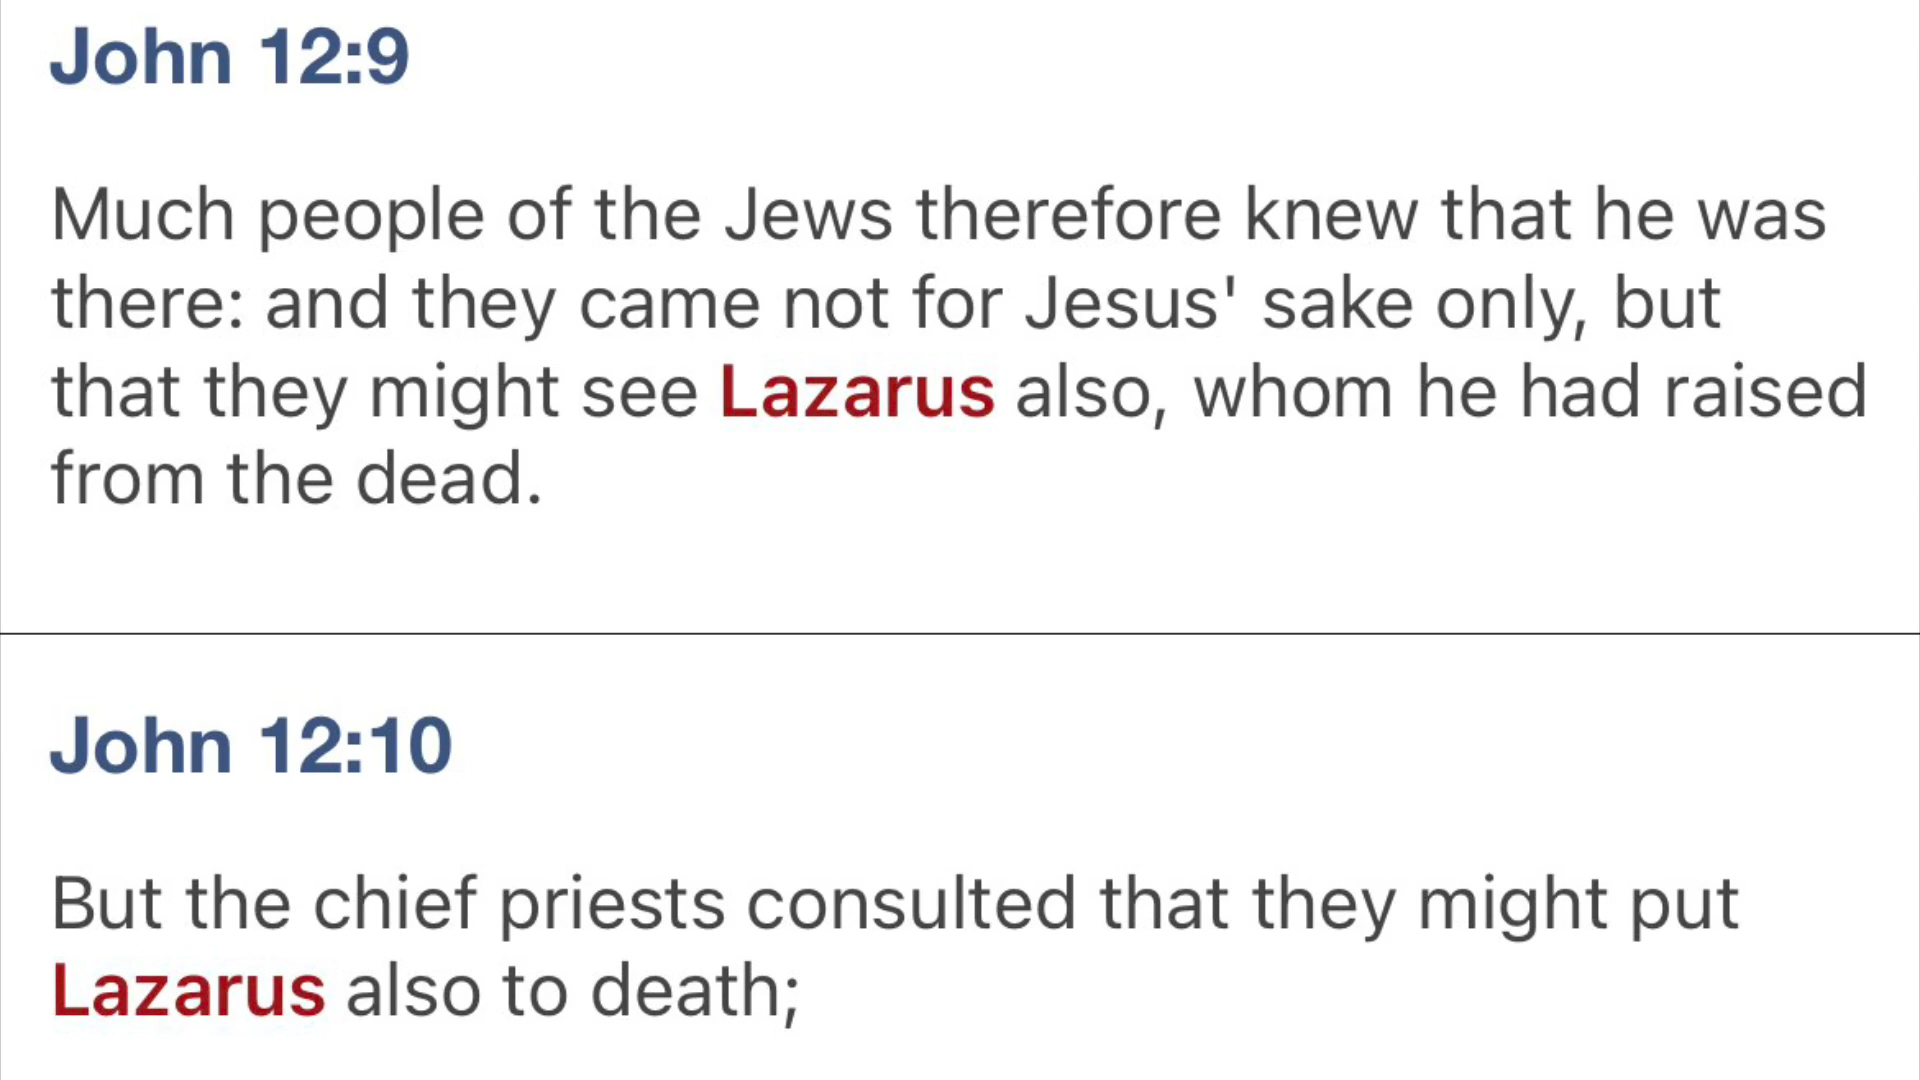 John 12:9
Much people of the Jews therefore knew that he was
there: and they came not for Jesus' sake only, but
that they might see Lazarus also, whom he had raised
from the dead.
John 12:10
But the chief priests consulted that they might put
Lazarus also to death;